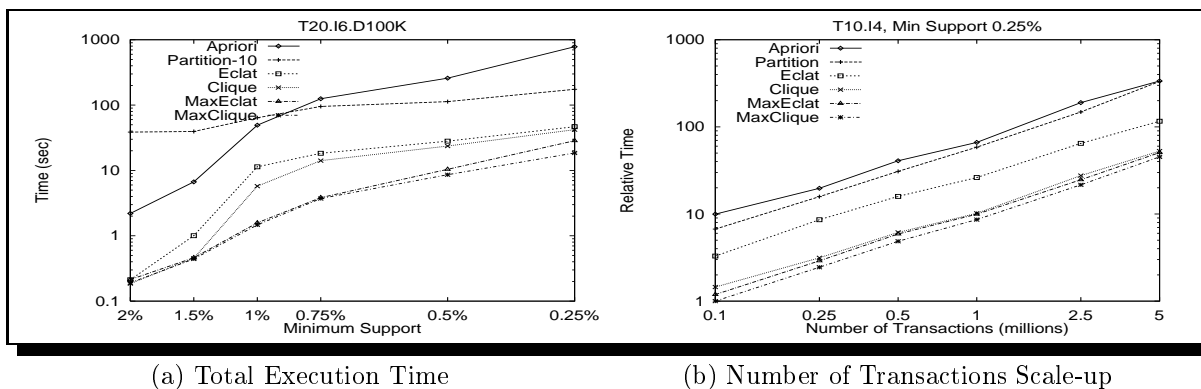 T20.I6.D100K
Time (sec)
1000
100
10
1
0.1
Apriori
Partition-10
Eclat
Clique
MaxEclat
MaxClique
2% 1.5% 1% 0.75% 0.5% 0.25%
Minimum Support
T10.I4, Min Support 0.25%
Relative Time
1000
100
10
1
Apriori
Partition
Eclat
Clique
MaxEclat
MaxClique
0.1 0.25 0.5 1 2.5 5
Number of Transactions (millions)
(a) Total Execution Time
(b) Number of Transactions Scale-up